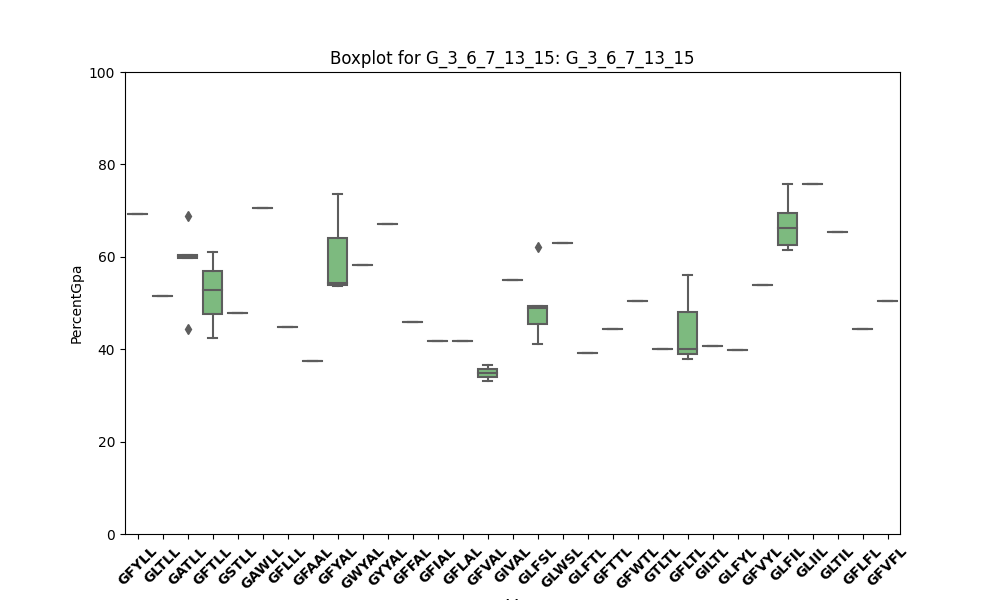 Boxplot for G_3_6_7_13_15: G_3_6_7_13_15
PercentGpa
100
80
60
40
20
0
GFYLL
GLTLL
GATLL
GFTLL
GSTLL
GAWLL
GFLLL
GFAAL
GFYAL
GWYAL
GYYAL
GFFAL
GFIAL
GFLAL
GFVAL
GIVAL
GLFSL
GLWSL
GLFTL
GFTTL
GFWTL
GTLTL
GFLTL
GILTL
GLFYL
GFVYL
GLFIL
GLIIL
GLTIL
GFLFL
GFVFL